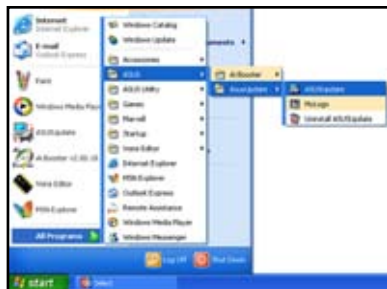 Internet
Internet Explorer
E-mail
Outlook Express
Paint
Windows Media Player
ASUSUpdate
Ai Booster
Voice Editor
MSN Explorer
All Programs
Windows Catalog
Windows Update
Accessories
ASUS
ASUS Utility
Games
Marvell
Startup
Voice Editor
Internet Explorer
MSN Explorer
Outlook Express
Remote Assistance
Windows Media Player
Windows Messenger
Ai Booster
AsusUpdate
ASUSUpdate
MyLogo
Uninstall ASUSUpdate
Log Off
Shut Down
start